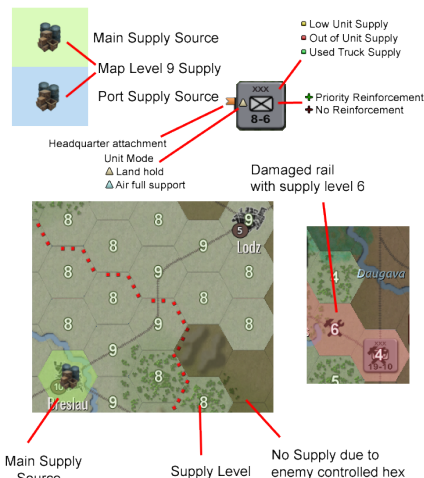 Main Supply Source
Map Level 9 Supply
Port Supply Source
Low Unit Supply
Out of Unit Supply
Used Truck Supply
XXX
8-6
Priority Reinforcement
No Reinforcement
Headquarter attachment
Unit Mode
Land hold
Air full support
Damaged rail
with supply level 6
8 8 9
5
Lodz
8 9
8 9 8
8 8
9
8
10
Breslau
9 8
4
Daugava
6
XXX
4
19-10
5
Main Supply
Source
Supply Level
No Supply due to
enemy controlled hex